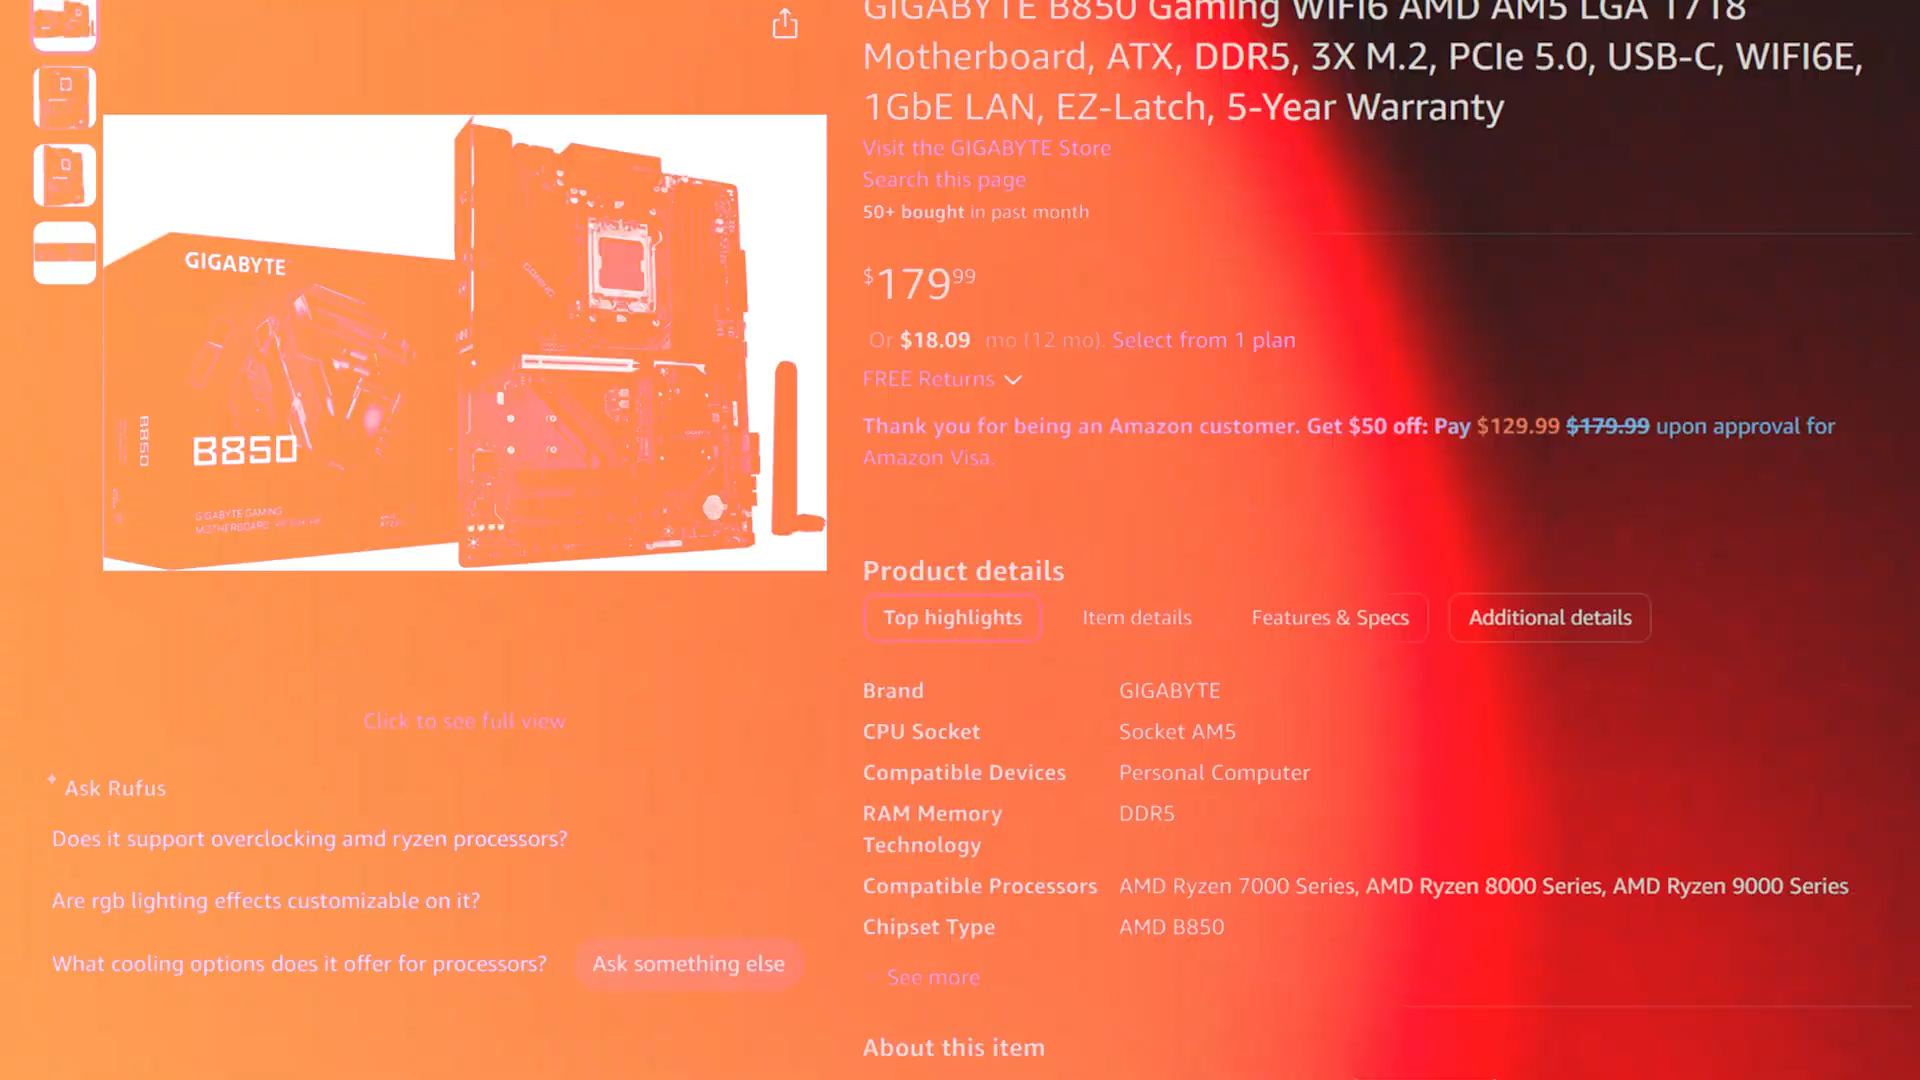 GIGABYTE B850 Gaming WIFI6 AMD AM5 LGA 1718
Motherboard, ATX, DDR5, 3X M.2, PCIe 5.0, USB-C, WIFI6E,
1GbE LAN, EZ-Latch, 5-Year Warranty
Visit the GIGABYTE Store
Search this page
50+ bought in past month
$179 99
Or $18.09 mo (12 mo). Select from 1 plan
FREE Returns
Thank you for being an Amazon customer. Get $50 off: Pay $129.99 $179.99 upon approval for
Amazon Visa.
GIGABYTE
B850
B850
GIGABYTE GAMING
MOTHERBOARD
GAMING
Click to see full view
Ask Rufus
Does it support overclocking amd ryzen processors?
Are rgb lighting effects customizable on it?
What cooling options does it offer for processors?
Ask something else
Product details
Top highlights
Item details
Features & Specs
Additional details
Brand GIGABYTE
CPU Socket Socket AM5
Compatible Devices Personal Computer
RAM Memory DDR5
Technology
Compatible Processors AMD Ryzen 7000 Series, AMD Ryzen 8000 Series, AMD Ryzen 9000 Series
Chipset Type AMD B850
See more
About this item